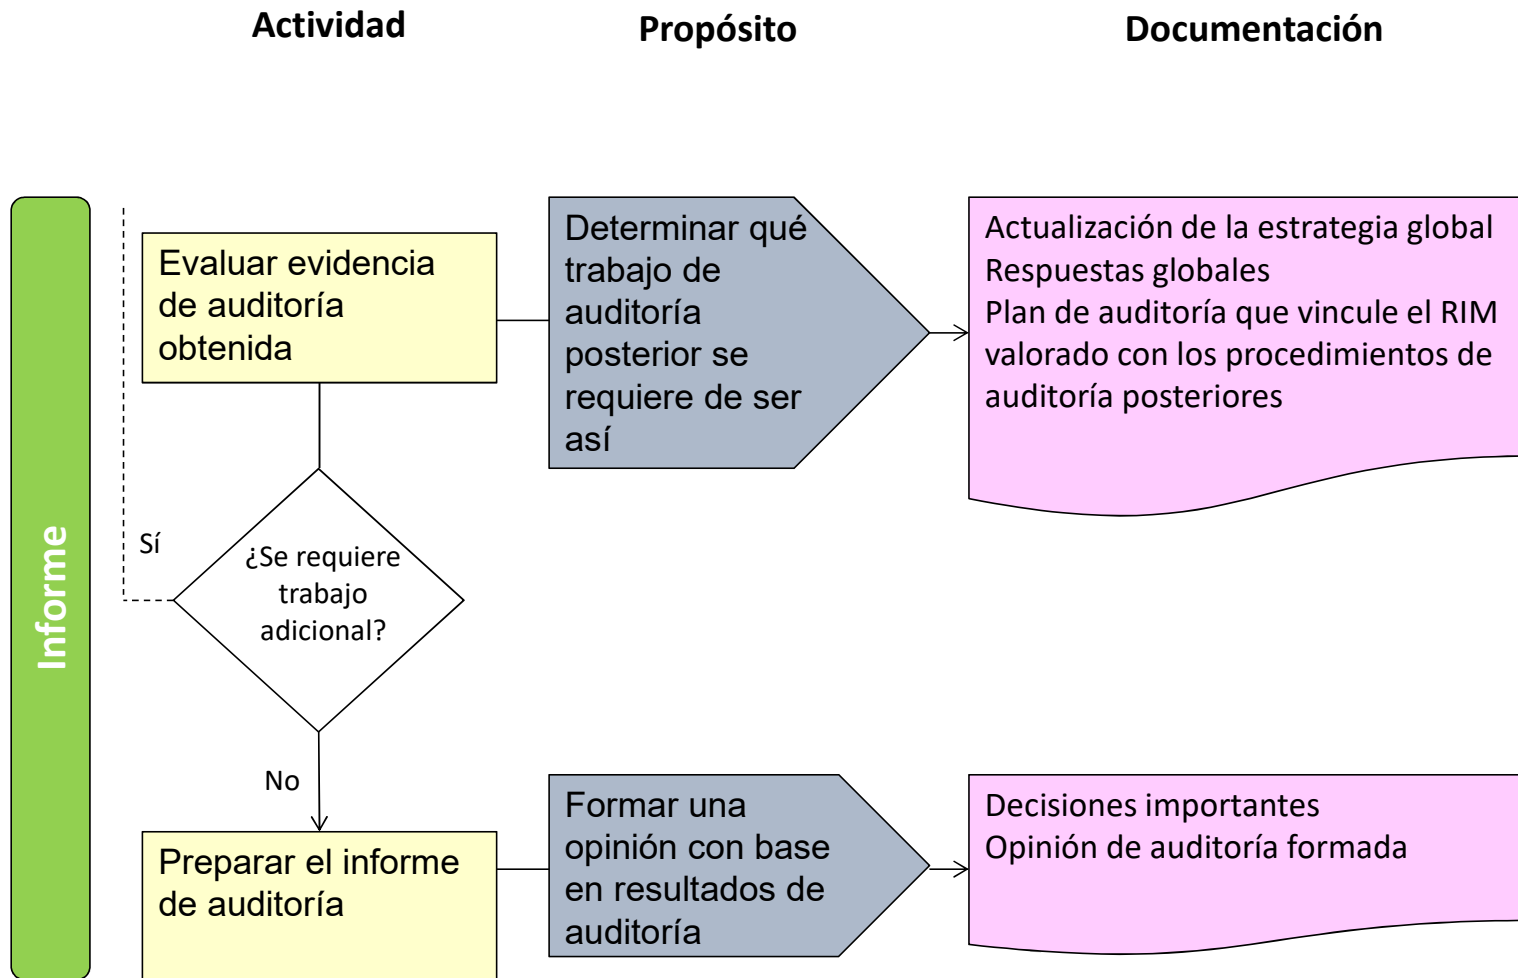 Actividad
Propósito
Documentación
Informe
Evaluar evidencia
de auditoría
obtenida
Determinar qué
trabajo de
auditoría
posterior se
requiere de ser
así
Actualización de la estrategia global
Respuestas globales
Plan de auditoría que vincule el RIM
valorado con los procedimientos de
auditoría posteriores
Sí
¿Se requiere
trabajo
adicional?
No
Preparar el informe
de auditoría
Formar una
opinión con base
en resultados de
auditoría
Decisiones importantes
Opinión de auditoría formada